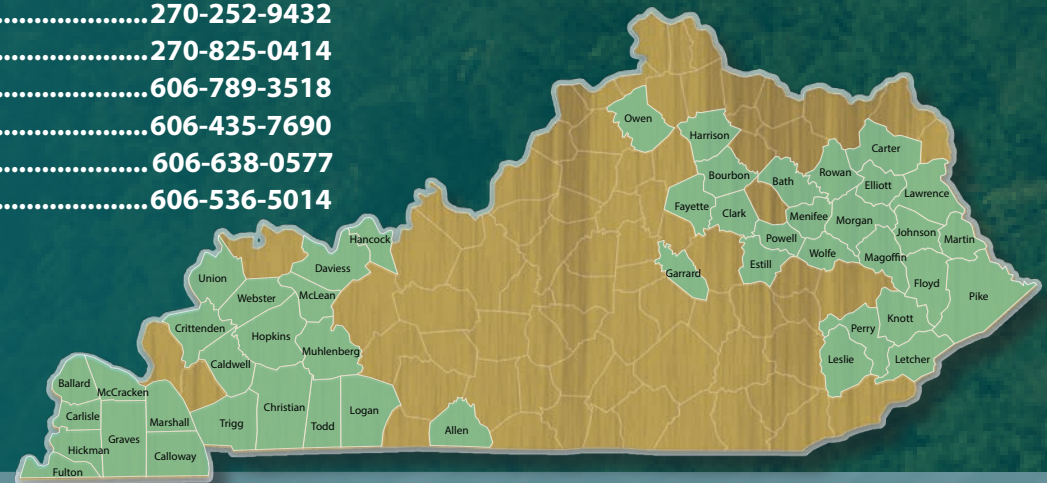 ..................270-252-9432
..................270-825-0414
..................606-789-3518
..................606-435-7690
..................606-638-0577
..................606-536-5014
Owen
Harrison
Carter
Bourbon
Bath
Rowan
Elliott
Lawrence
Fayette
Clark
Menifee
Morgan
Johnson
Martin
Powell
Wolfe
Magoffin
Estill
Garrard
Floyd
Pike
Knott
Perry
Leslie
Letcher
Hancock
Daviess
Union
Webster
McLean
Crittenden
Hopkins
Muhlenberg
Caldwell
Ballard
McCracken
Carlisle
Marshall
Trigg
Christian
Todd
Logan
Allen
Graves
Hickman
Calloway
Fulton